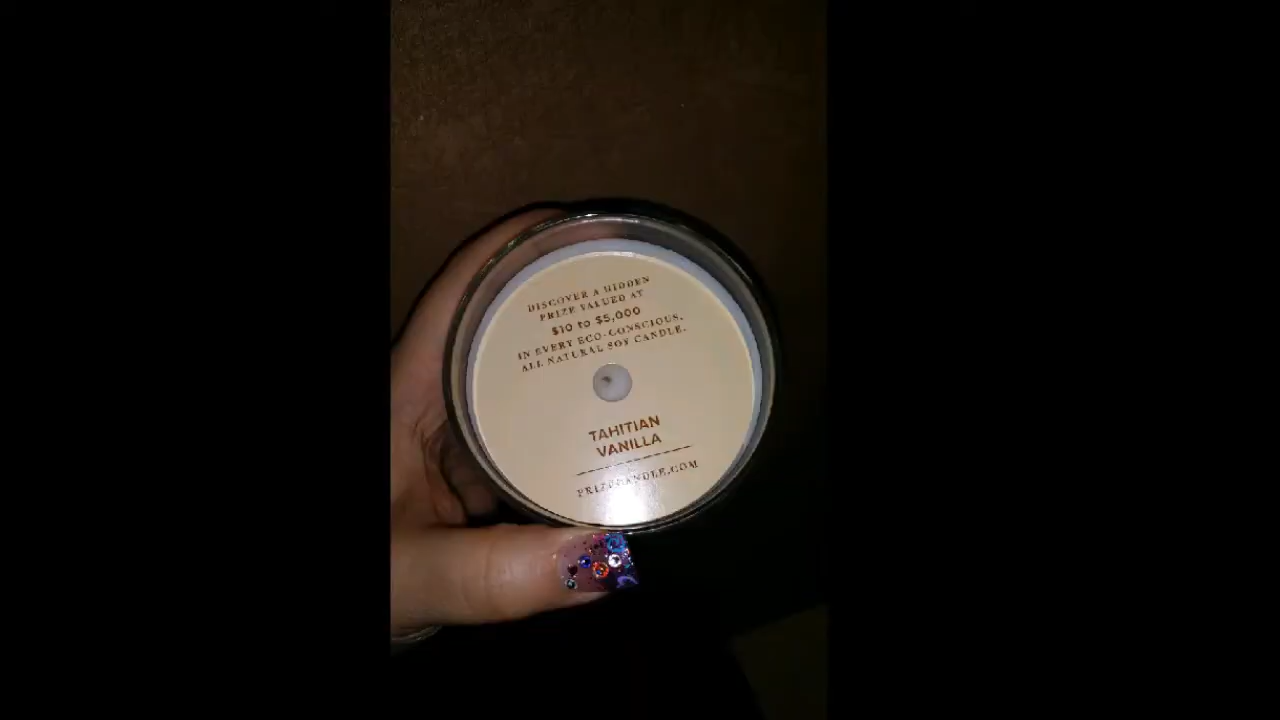 DISCOVER A HIDDEN
PRIZE VALUED AT
$10 to $5,000
IN EVERY ECO-CONSCIOUS,
ALL NATURAL SOY CANDLE.
TAHITIAN
VANILLA
PRIZECANDLE.COM